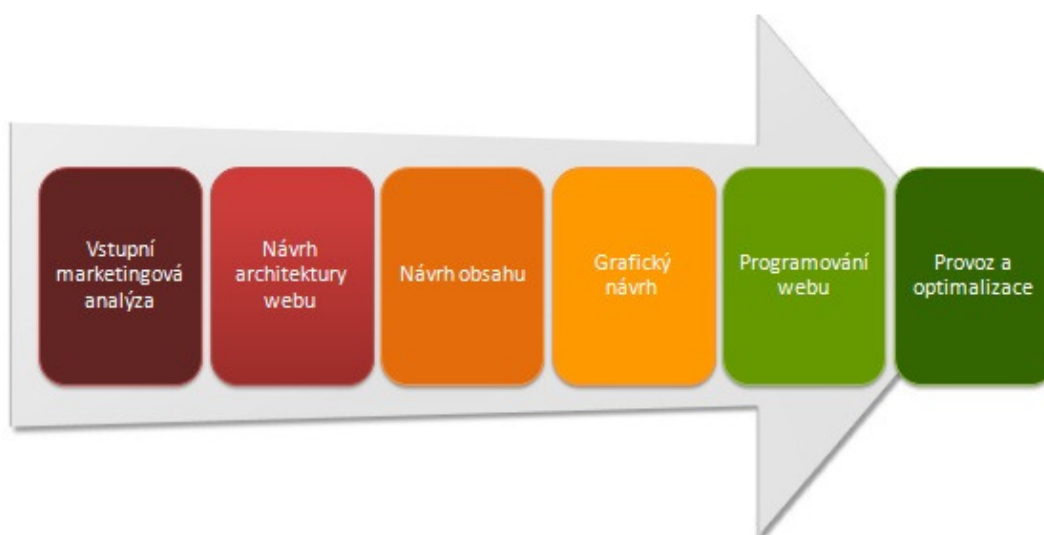 Vstupní
marketingová
analýza
Návrh
architektury
webu
Návrh obsahu
Grafický
návrh
Programování
webu
Provoz a
optimalizace